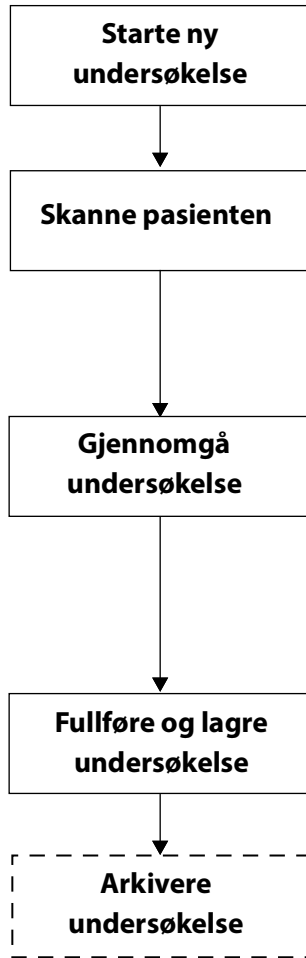 Starte ny
undersøkelse
Skanne pasienten
Gjennomgå
undersøkelse
Fullføre og lagre
undersøkelse
Arkivere
undersøkelse